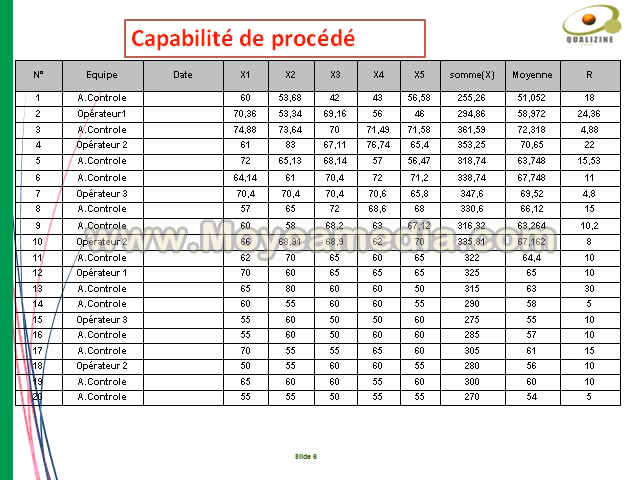 Capabilité de procédé
QUALIZINE
N° Equipe Date X1 X2 X3 X4 X5 somme(X) Moyenne R
1 A.Controle 60 53,68 42 43 56,58 255,26 51,052 18
2 Opérateur1 70,36 53,34 69,16 56 46 294,86 58,972 24,36
3 A.Controle 74,88 73,64 70 71,49 71,58 361,59 72,318 4,88
4 Opérateur 2 61 83 67,11 76,74 65,4 353,25 70,65 22
5 A.Controle 72 65,13 68,14 57 56,47 318,74 63,748 15,53
6 A.Controle 64,14 61 70,4 72 71,2 338,74 67,748 11
7 Opérateur 3 70,4 70,4 70,4 70,6 65,8 347,6 69,52 4,8
8 A.Controle 57 65 72 68,6 68 330,6 66,12 15
9 A.Controle 60 58 68,2 63 67,12 316,32 63,264 10,2
www.Moycamedia.com
10 Opérateur 2 66 68,91 68,9 62 70 335,81 67,162 8
11 A.Controle 62 70 65 60 65 322 64,4 10
12 Opérateur 1 70 60 65 65 65 325 65 10
13 A.Controle 65 80 60 60 50 315 63 30
14 A.Controle 60 55 60 60 55 290 58 5
15 Opérateur 3 55 60 50 50 60 275 55 10
16 A.Controle 55 60 50 60 60 285 57 10
17 A.Controle 70 55 55 65 60 305 61 15
18 Opérateur 2 50 55 60 60 55 280 56 10
19 A.Controle 65 60 60 55 60 300 60 10
20 A.Controle 55 55 50 55 55 270 54 5
Slide 6